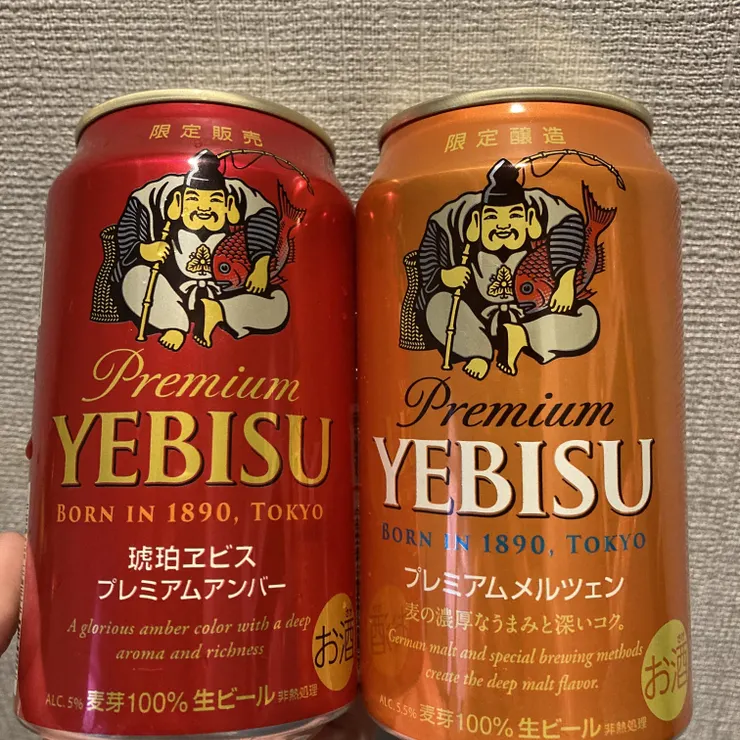 限定販売
Premium
YEBISU
BORN IN 1890, TOKYO
琥珀ヱビス
プレミアムアンバー
A glorious amber color with a deep
aroma and richness
お酒
ALC. 5% 麦芽100% 生ビール 非熱処理
限定醸造
Premium
YEBISU
BORN IN 1890, TOKYO
プレミアムメルツェン
麦の濃厚なうまみと深いコク。
German malt and special brewing methods
create the deep malt flavor.
お酒
ALC. 5.5% 麦芽100% 生ビール 非熱処理